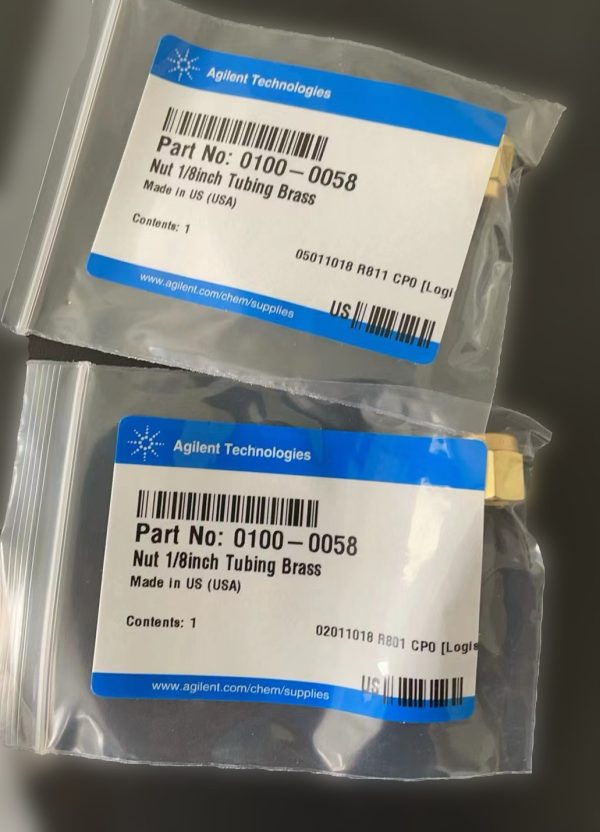 Agilent Technologies
Part No: 0100-0058
Nut 1/8inch Tubing Brass
Made in US (USA)
Contents: 1
05011018 R811 CP0 [Logi
www.agilent.com/chem/supplies
US
Agilent Technologies
Part No: 0100-0058
Nut 1/8inch Tubing Brass
Made in US (USA)
Contents: 1
02011018 R801 CP0 [Logis
www.agilent.com/chem/supplies
US